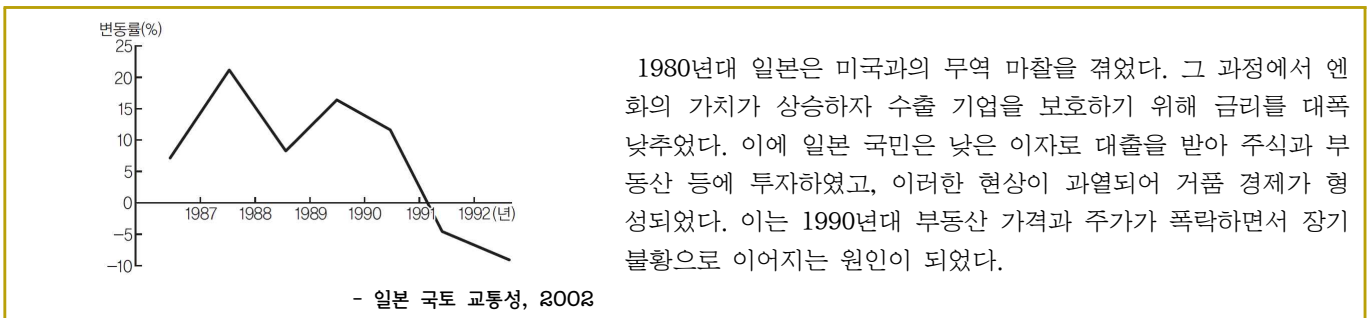 변동률(%)
25
20
15
10
5
0
-5
-10
1987 1988 1989 1990 1991 1992(년)
- 일본 국토 교통성, 2002
1980년대 일본은 미국과의 무역 마찰을 겪었다. 그 과정에서 엔
화의 가치가 상승하자 수출 기업을 보호하기 위해 금리를 대폭
낮추었다. 이에 일본 국민은 낮은 이자로 대출을 받아 주식과 부
동산 등에 투자하였고, 이러한 현상이 과열되어 거품 경제가 형
성되었다. 이는 1990년대 부동산 가격과 주가가 폭락하면서 장기
불황으로 이어지는 원인이 되었다.